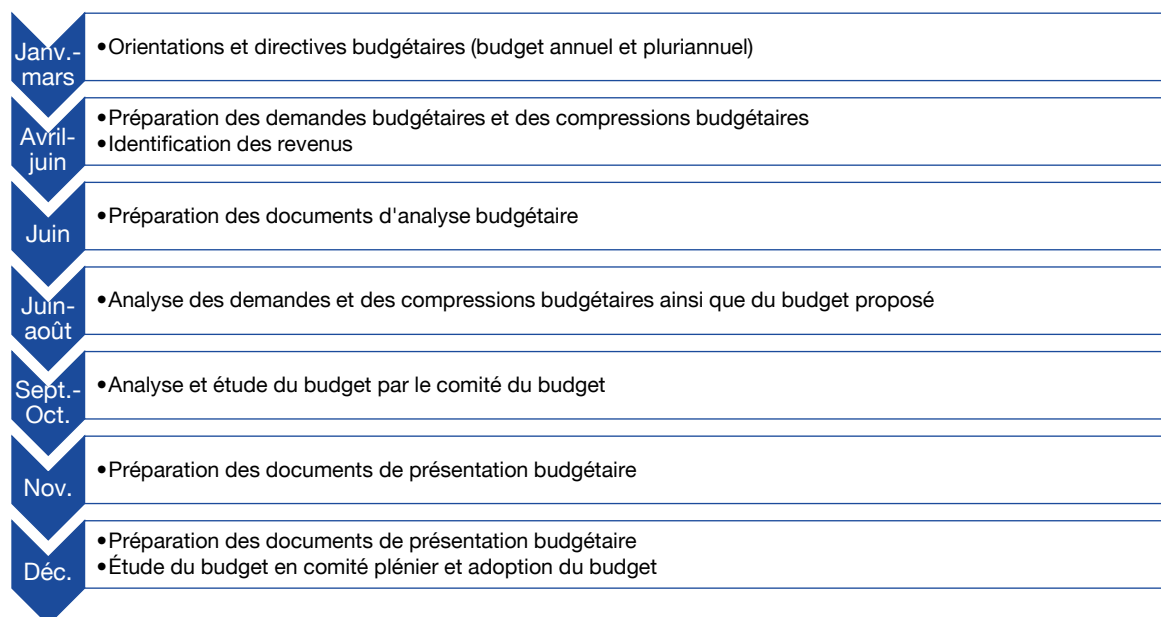 Janv.-
mars
•Orientations et directives budgétaires (budget annuel et pluriannuel)
Avril-
juin
•Préparation des demandes budgétaires et des compressions budgétaires
•Identification des revenus
Juin
•Préparation des documents d'analyse budgétaire
Juin-
août
•Analyse des demandes et des compressions budgétaires ainsi que du budget proposé
Sept.-
Oct.
•Analyse et étude du budget par le comité du budget
Nov.
•Préparation des documents de présentation budgétaire
Déc.
•Préparation des documents de présentation budgétaire
•Étude du budget en comité plénier et adoption du budget